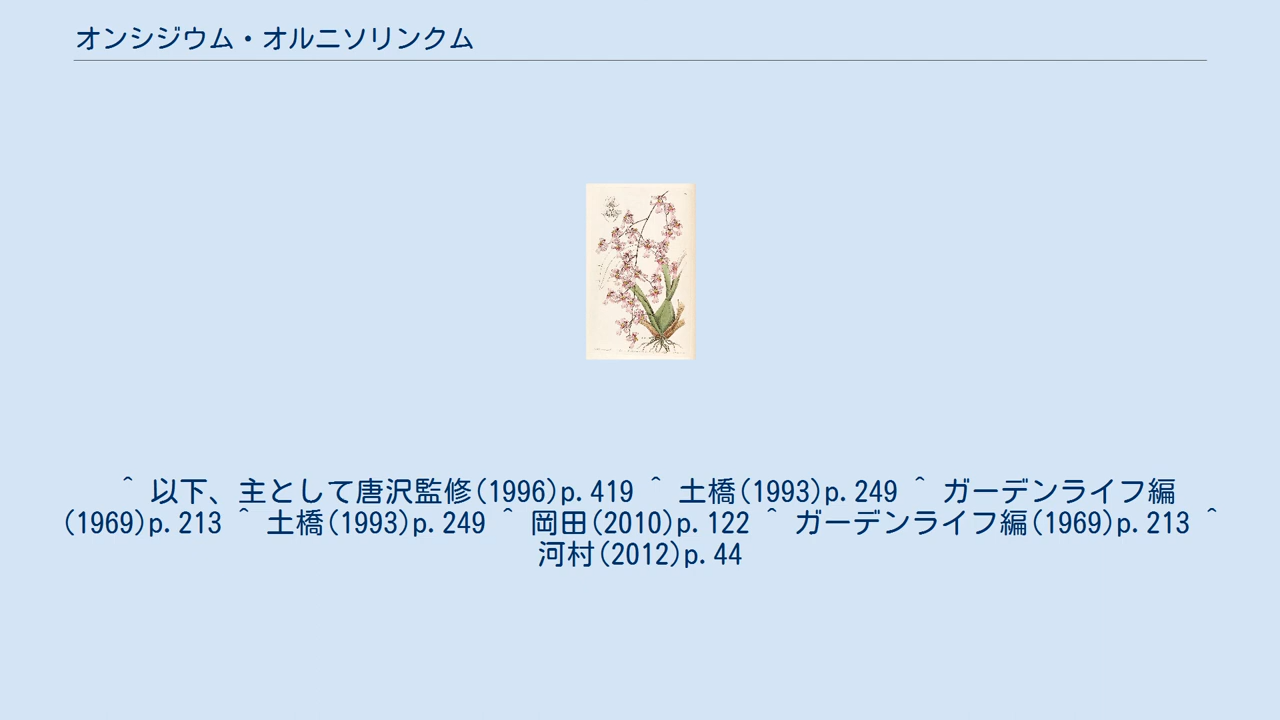 オンシジウム・オルニソリンクム
^ 以下、主として唐沢監修(1996)p.419 ^ 土橋(1993)p.249 ^ ガーデンライフ編
(1969)p.213 ^ 土橋(1993)p.249 ^ 岡田(2010)p.122 ^ ガーデンライフ編(1969)p.213 ^
河村(2012)p.44